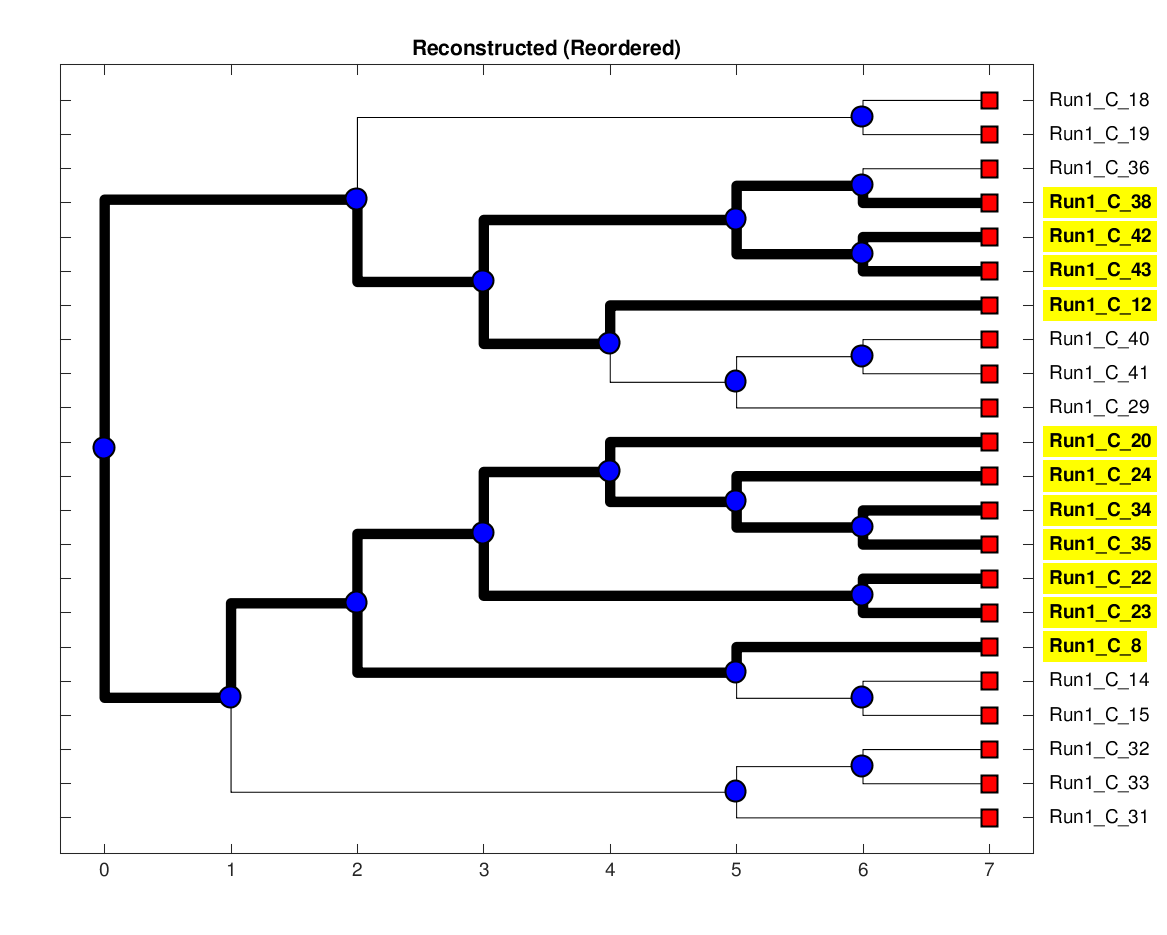 Reconstructed (Reordered)
Run1_C_18
Run1_C_19
Run1_C_36
Run1_C_38
Run1_C_42
Run1_C_43
Run1_C_12
Run1_C_40
Run1_C_41
Run1_C_29
Run1_C_20
Run1_C_24
Run1_C_34
Run1_C_35
Run1_C_22
Run1_C_23
Run1_C_8
Run1_C_14
Run1_C_15
Run1_C_32
Run1_C_33
Run1_C_31
0 1 2 3 4 5 6 7